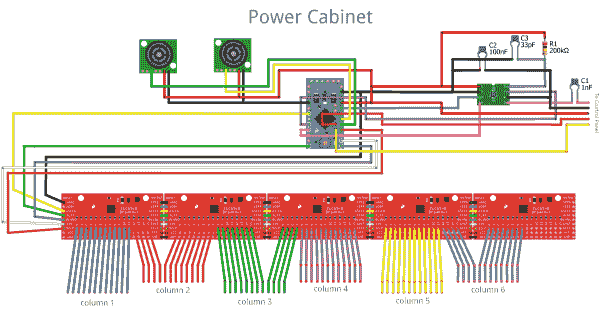 Power Cabinet
C3
33pF
C2
100nF
R1
200kΩ
C1
1nF
To Control Panel
column 1
column 2
column 3
column 4
column 5
column 6